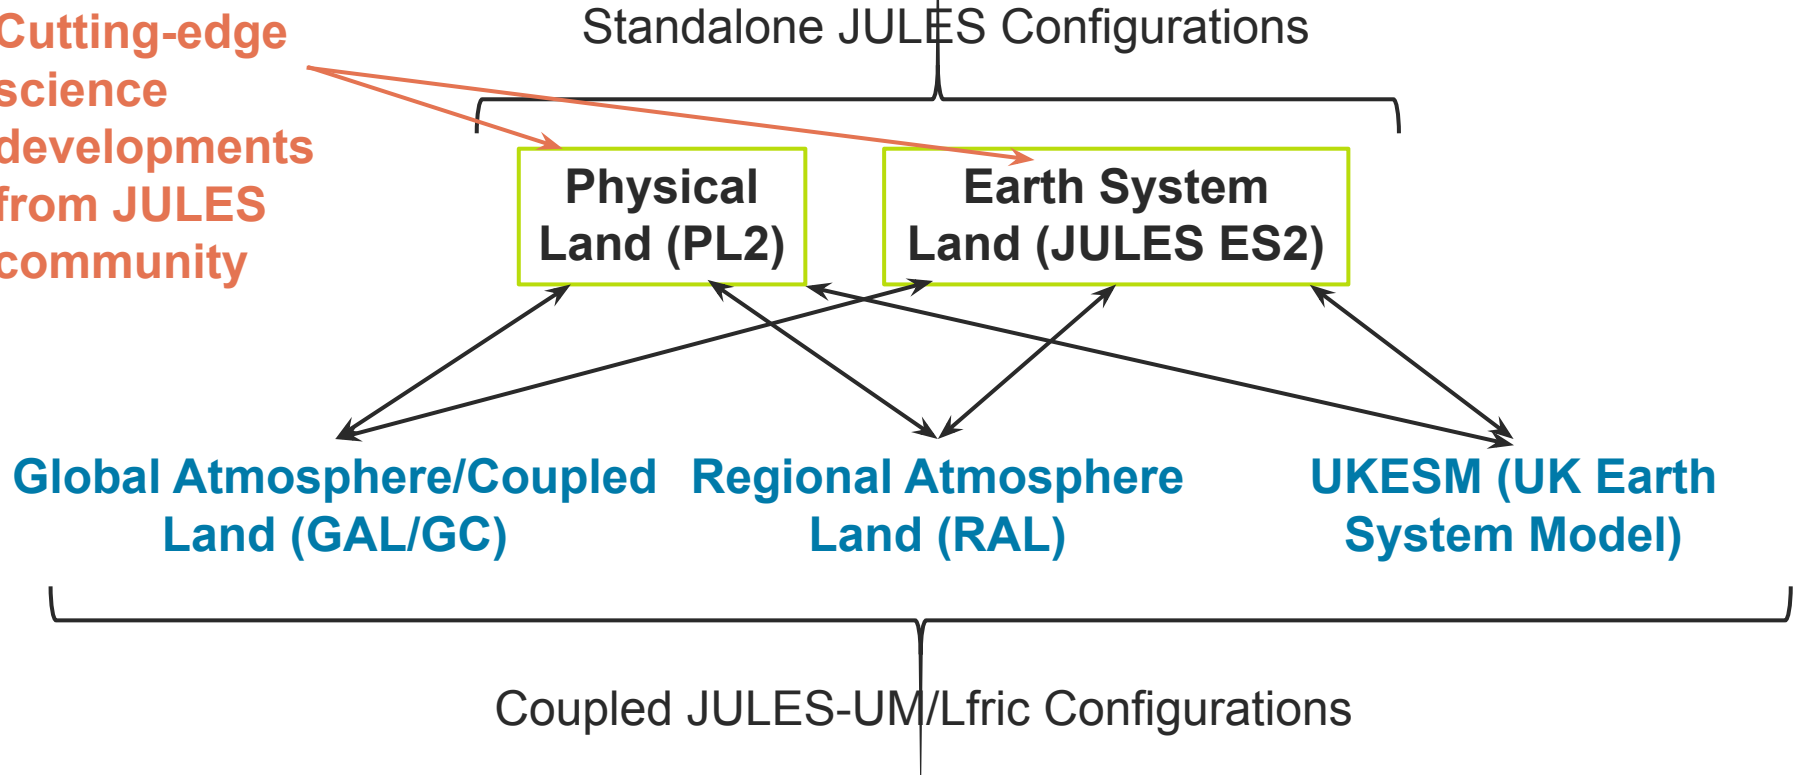 Cutting-edge
science
developments
from JULES
community
Standalone JULES Configurations
Physical
Land (PL2)
Earth System
Land (JULES ES2)
Global Atmosphere/Coupled
Land (GAL/GC)
Regional Atmosphere
Land (RAL)
UKESM (UK Earth
System Model)
Coupled JULES-UM/Lfric Configurations